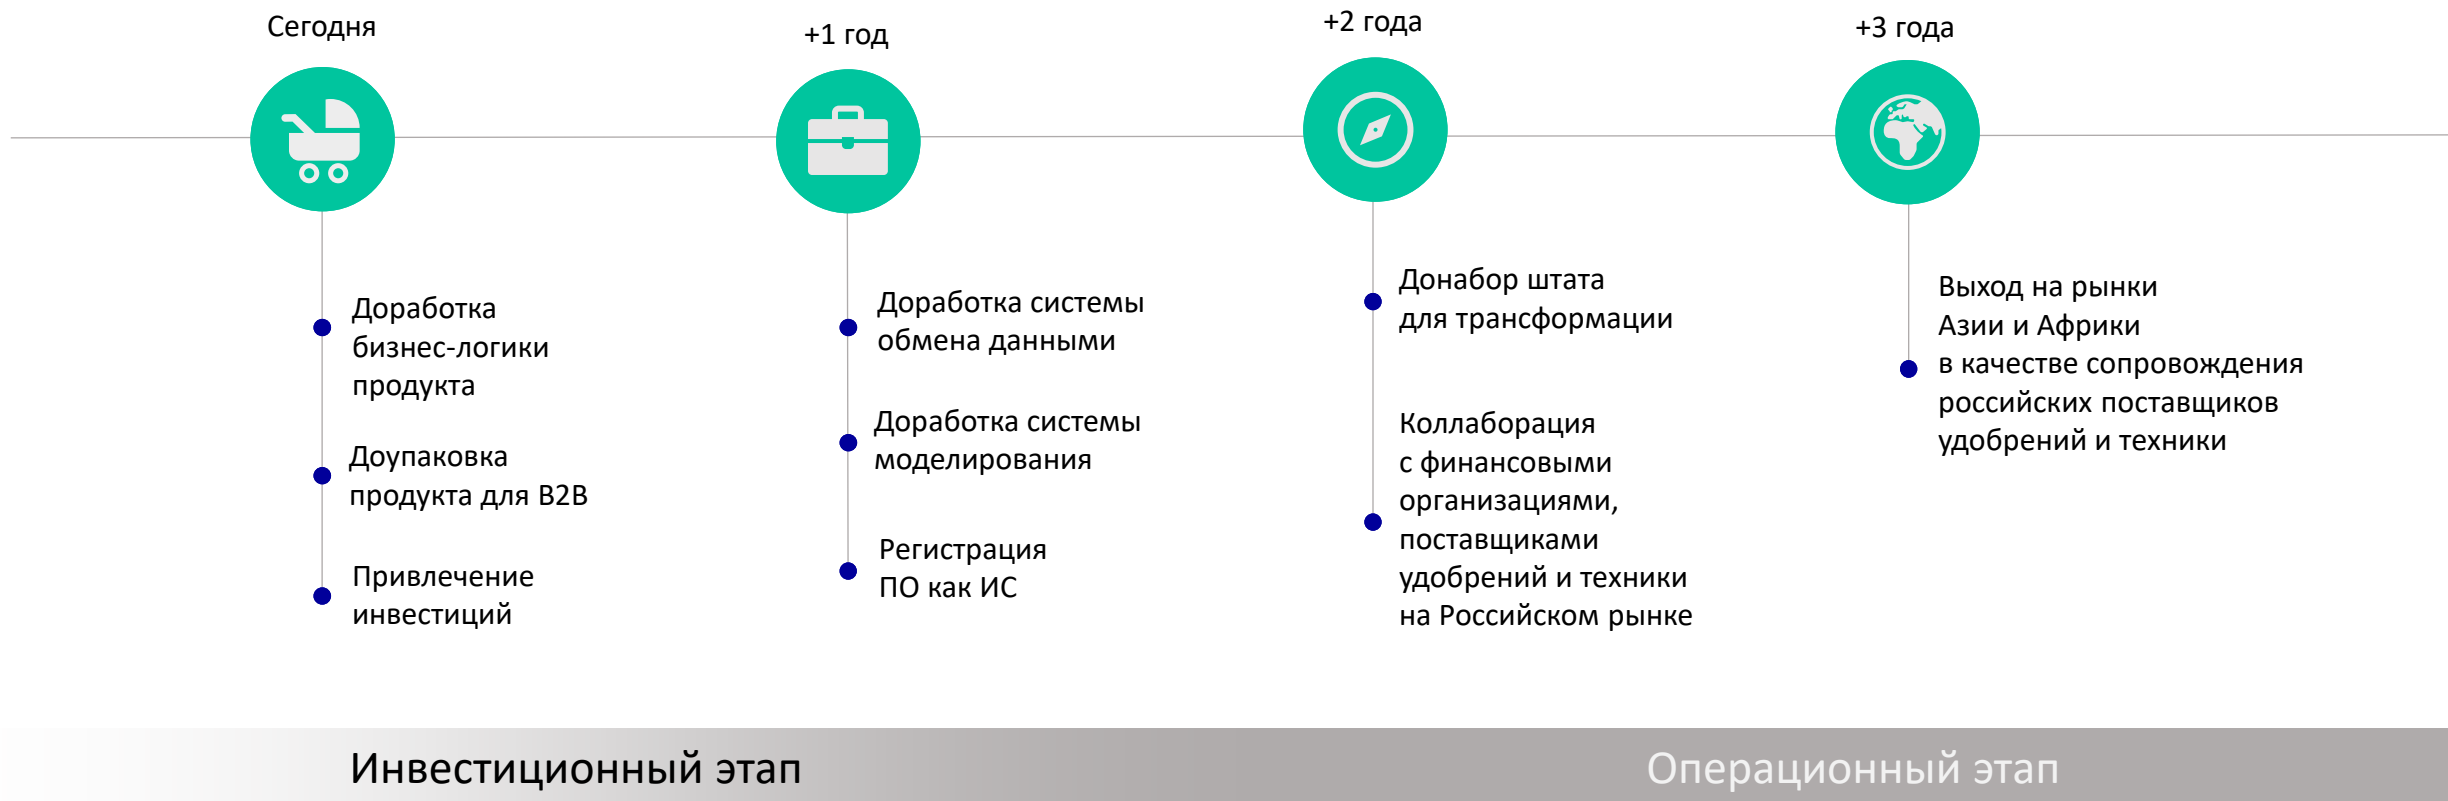 Сегодня
Доработка
бизнес-логики
продукта
Доупаковка
продукта для B2B
Привлечение
инвестиций
+1 год
Доработка системы
обмена данными
Доработка системы
моделирования
Регистрация
ПО как ИС
+2 года
Донабор штата
для трансформации
Коллаборация
с финансовыми
организациями,
поставщиками
удобрений и техники
на Российском рынке
+3 года
Выход на рынки
Азии и Африки
в качестве сопровождения
российских поставщиков
удобрений и техники
Инвестиционный этап
Операционный этап